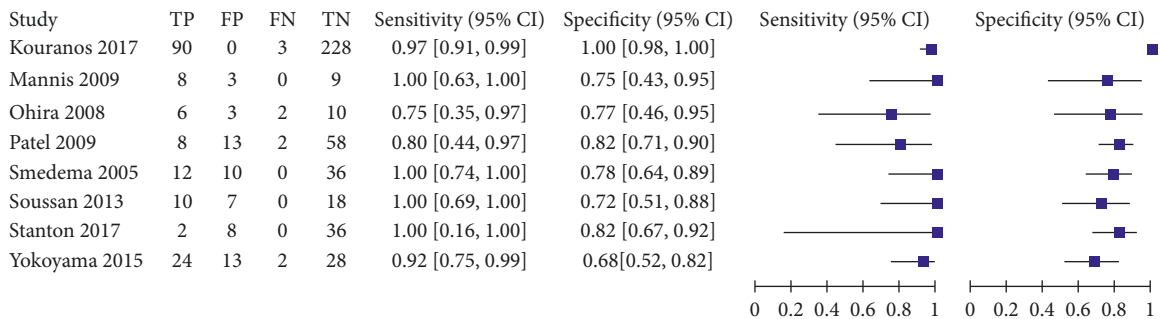 Study TP FP FN TN Sensitivity (95% CI) Specificity (95% CI) Sensitivity (95% CI) Specificity (95% CI)
Kouranos 2017 90 0 3 228 0.97 [0.91, 0.99] 1.00 [0.98, 1.00]
Mannis 2009 8 3 0 9 1.00 [0.63, 1.00] 0.75 [0.43, 0.95]
Ohira 2008 6 3 2 10 0.75 [0.35, 0.97] 0.77 [0.46, 0.95]
Patel 2009 8 13 2 58 0.80 [0.44, 0.97] 0.82 [0.71, 0.90]
Smedema 2005 12 10 0 36 1.00 [0.74, 1.00] 0.78 [0.64, 0.89]
Soussan 2013 10 7 0 18 1.00 [0.69, 1.00] 0.72 [0.51, 0.88]
Stanton 2017 2 8 0 36 1.00 [0.16, 1.00] 0.82 [0.67, 0.92]
Yokoyama 2015 24 13 2 28 0.92 [0.75, 0.99] 0.68[0.52, 0.82]
0 0.2 0.4 0.6 0.8 1 0 0.2 0.4 0.6 0.8 1